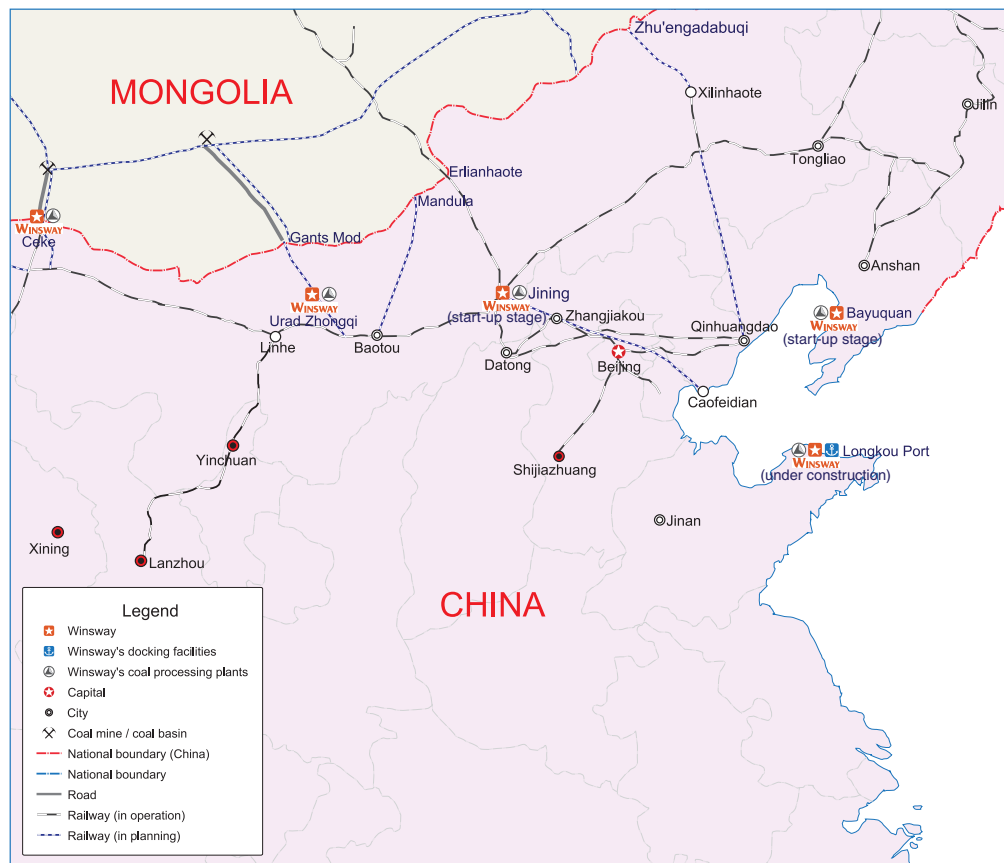 Zhu'engadabuqi
MONGOLIA
Xilinhaote
Jilin
Tongliao
Erlianhaote
Mandula
WINSWAY
Ceke
Gants Mod
Anshan
WINSWAY
Urad Zhongqi
WINSWAY
Jining
(start-up stage)
Zhangjiakou
Qinhuangdao
Bayuquan
WINSWAY
(start-up stage)
Linhe
Baotou
Datong
Beijing
Caofeidian
Yinchuan
Shijiazhuang
Longkou Port
WINSWAY
(under construction)
Jinan
Xining
Lanzhou
CHINA
Legend
Winsway
Winsway's docking facilities
Winsway's coal processing plants
Capital
City
Coal mine / coal basin
National boundary (China)
National boundary
Road
Railway (in operation)
Railway (in planning)